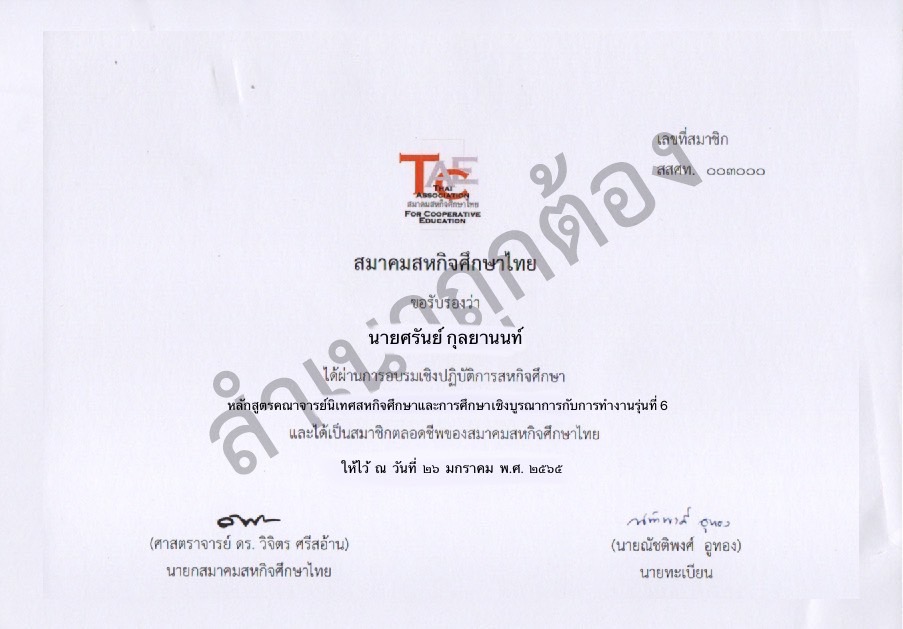 เลขที่สมาชิก
สสศท. ๐๐๓๐๐๐
TC
AE
THAI
ASSOCIATION
สมาคมสหกิจศึกษาไทย
FOR COOPERATIVE
EDUCATION
สมาคมสหกิจศึกษาไทย
ขอรับรองว่า
นายศรันย์ กุลยานนท์
ได้ผ่านการอบรมเชิงปฏิบัติการสหกิจศึกษา
หลักสูตรคณาจารย์นิเทศสหกิจศึกษาและการศึกษาเชิงบูรณาการกับการทำงานรุ่นที่ 6
และได้เป็นสมาชิกตลอดชีพของสมาคมสหกิจศึกษาไทย
ให้ไว้ ณ วันที่ ๒๖ มกราคม พ.ศ. ๒๕๖๕
สำเนาถูกต้อง
ณัชติพงศ์ อูทอง
(ศาสตราจารย์ ดร. วิจิตร ศรีสอ้าน)
(นายณัชติพงศ์ อูทอง)
นายกสมาคมสหกิจศึกษาไทย
นายทะเบียน